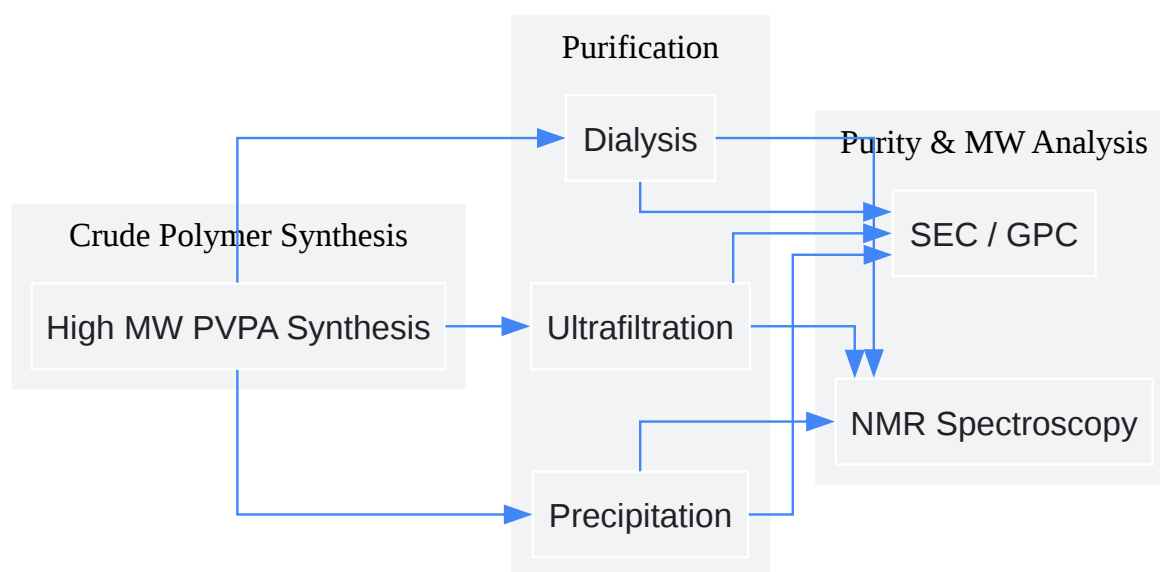 Purification
Dialysis
Purity & MW Analysis
Crude Polymer Synthesis
SEC / GPC
High MW PVPA Synthesis
Ultrafiltration
NMR Spectroscopy
Precipitation